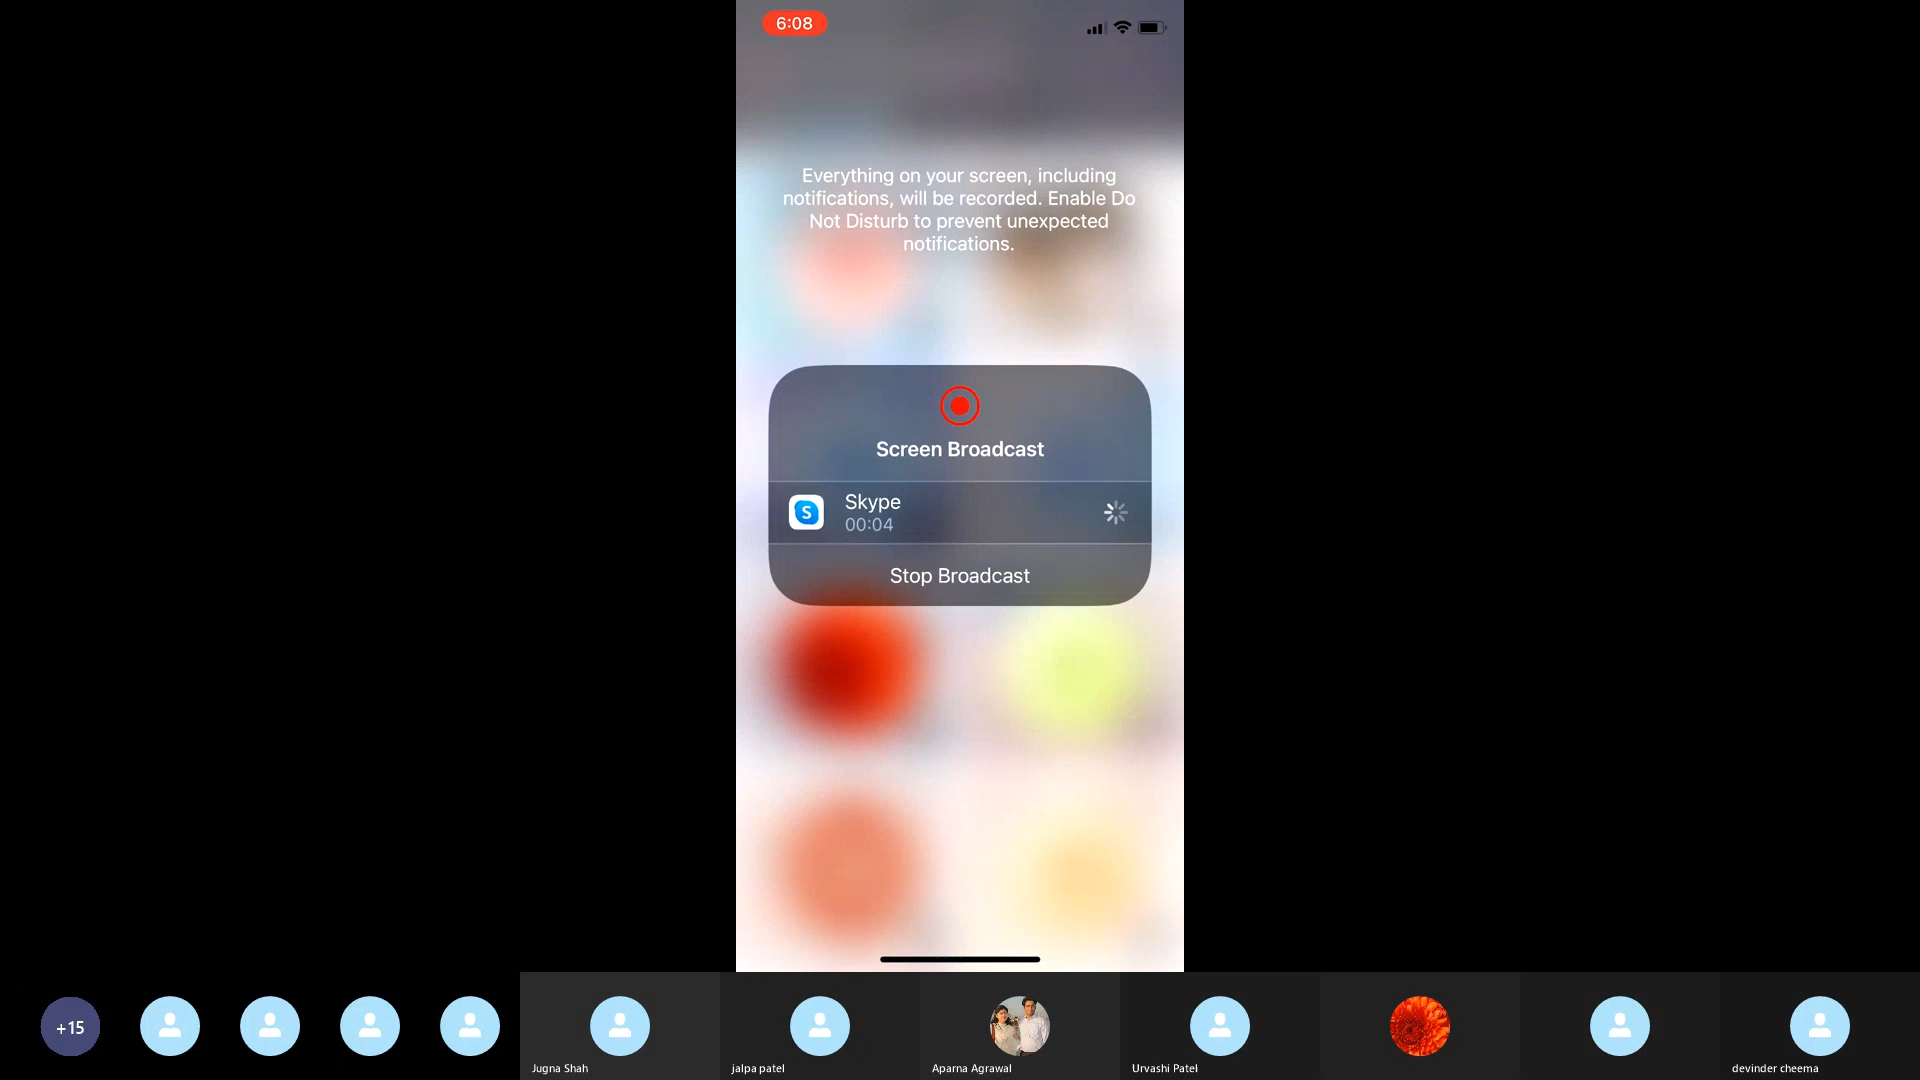 6:08
Everything on your screen, including
notifications, will be recorded. Enable Do
Not Disturb to prevent unexpected
notifications.
Screen Broadcast
S
Skype
00:04
Stop Broadcast
+15
Jugna Shah
jalpa patel
Aparna Agrawal
Urvashi Patel
devinder cheema